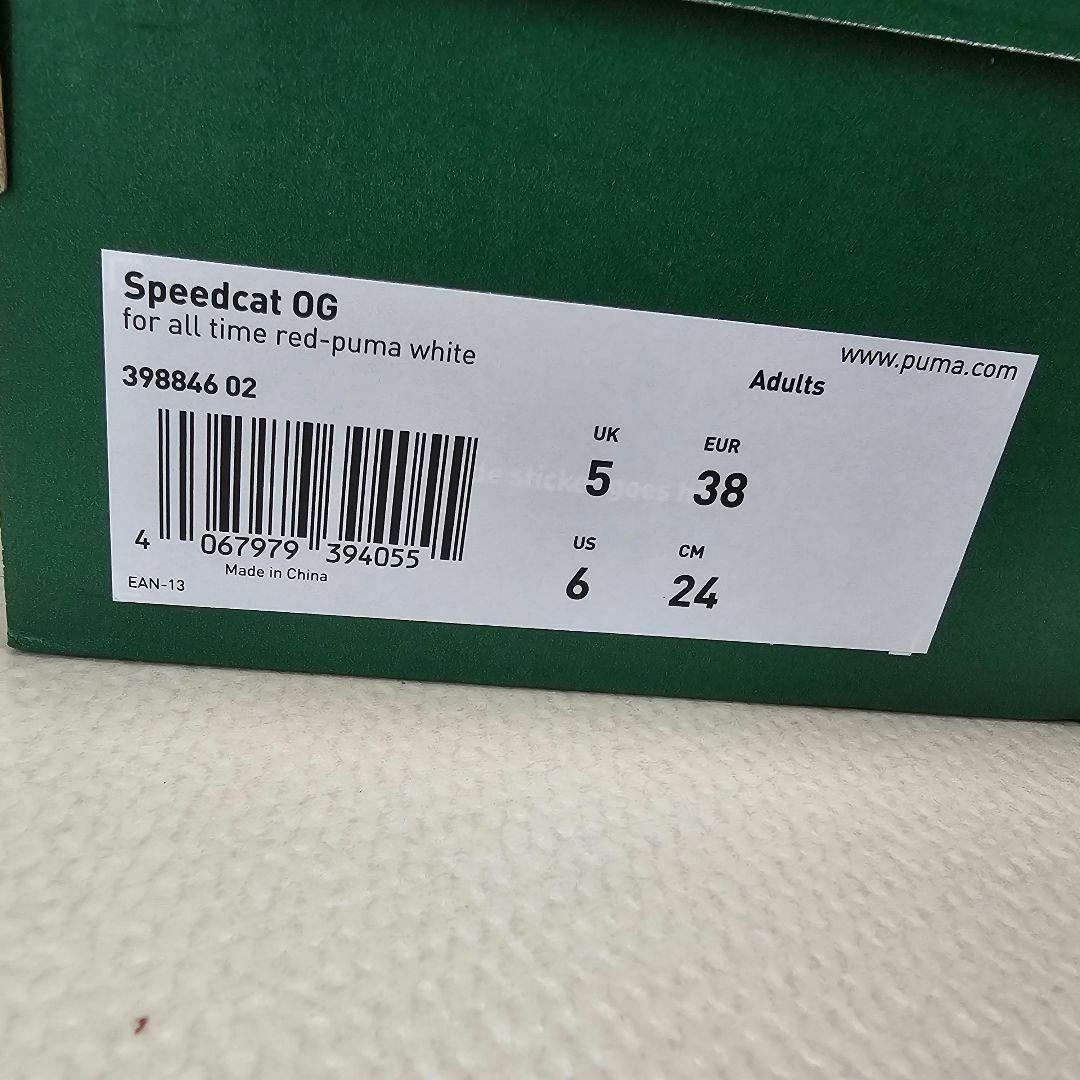 Speedcat OG
for all time red-puma white
www.puma.com
398846 02
Adults
UK
EUR
5
38
US
CM
6
24
4 067979 394055
Made in China
EAN-13